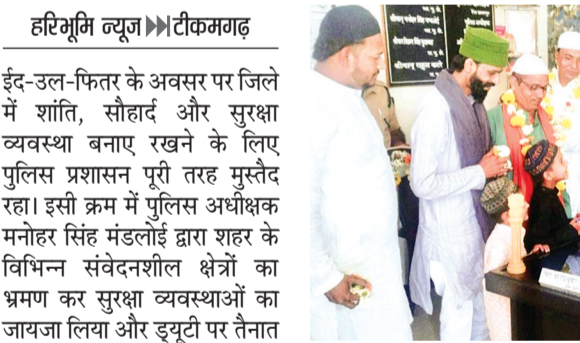 हरिभूमि न्यूज ▶▶ टीकमगढ़
ईद-उल-फितर के अवसर पर जिले
में शांति, सौहार्द और सुरक्षा
व्यवस्था बनाए रखने के लिए
पुलिस प्रशासन पूरी तरह मुस्तैद
रहा। इसी क्रम में पुलिस अधीक्षक
मनोहर सिंह मंडलोई द्वारा शहर के
विभिन्न संवेदनशील क्षेत्रों का
भ्रमण कर सुरक्षा व्यवस्थाओं का
जायजा लिया और ड्यूटी पर तैनात